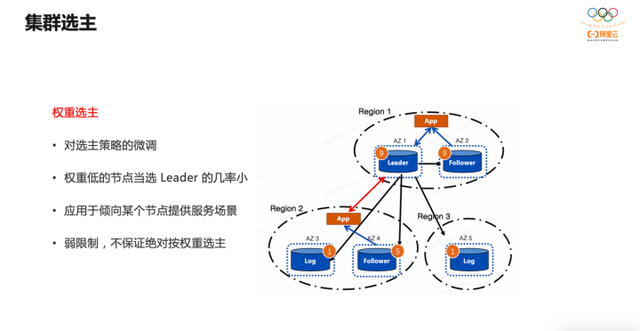 集群选主
阿里云
权重选主
• 对选主策略的微调
• 权重低的节点当选 Leader 的几率小
• 应用于倾向某个节点提供服务场景
• 弱限制，不保证绝对按权重选主
Region 1
App
AZ 1
AZ 2
9
Leader
9
Follower
Region 2
App
Region 3
AZ 3
AZ 4
AZ 5
Log
1
Follower
5
1
Log